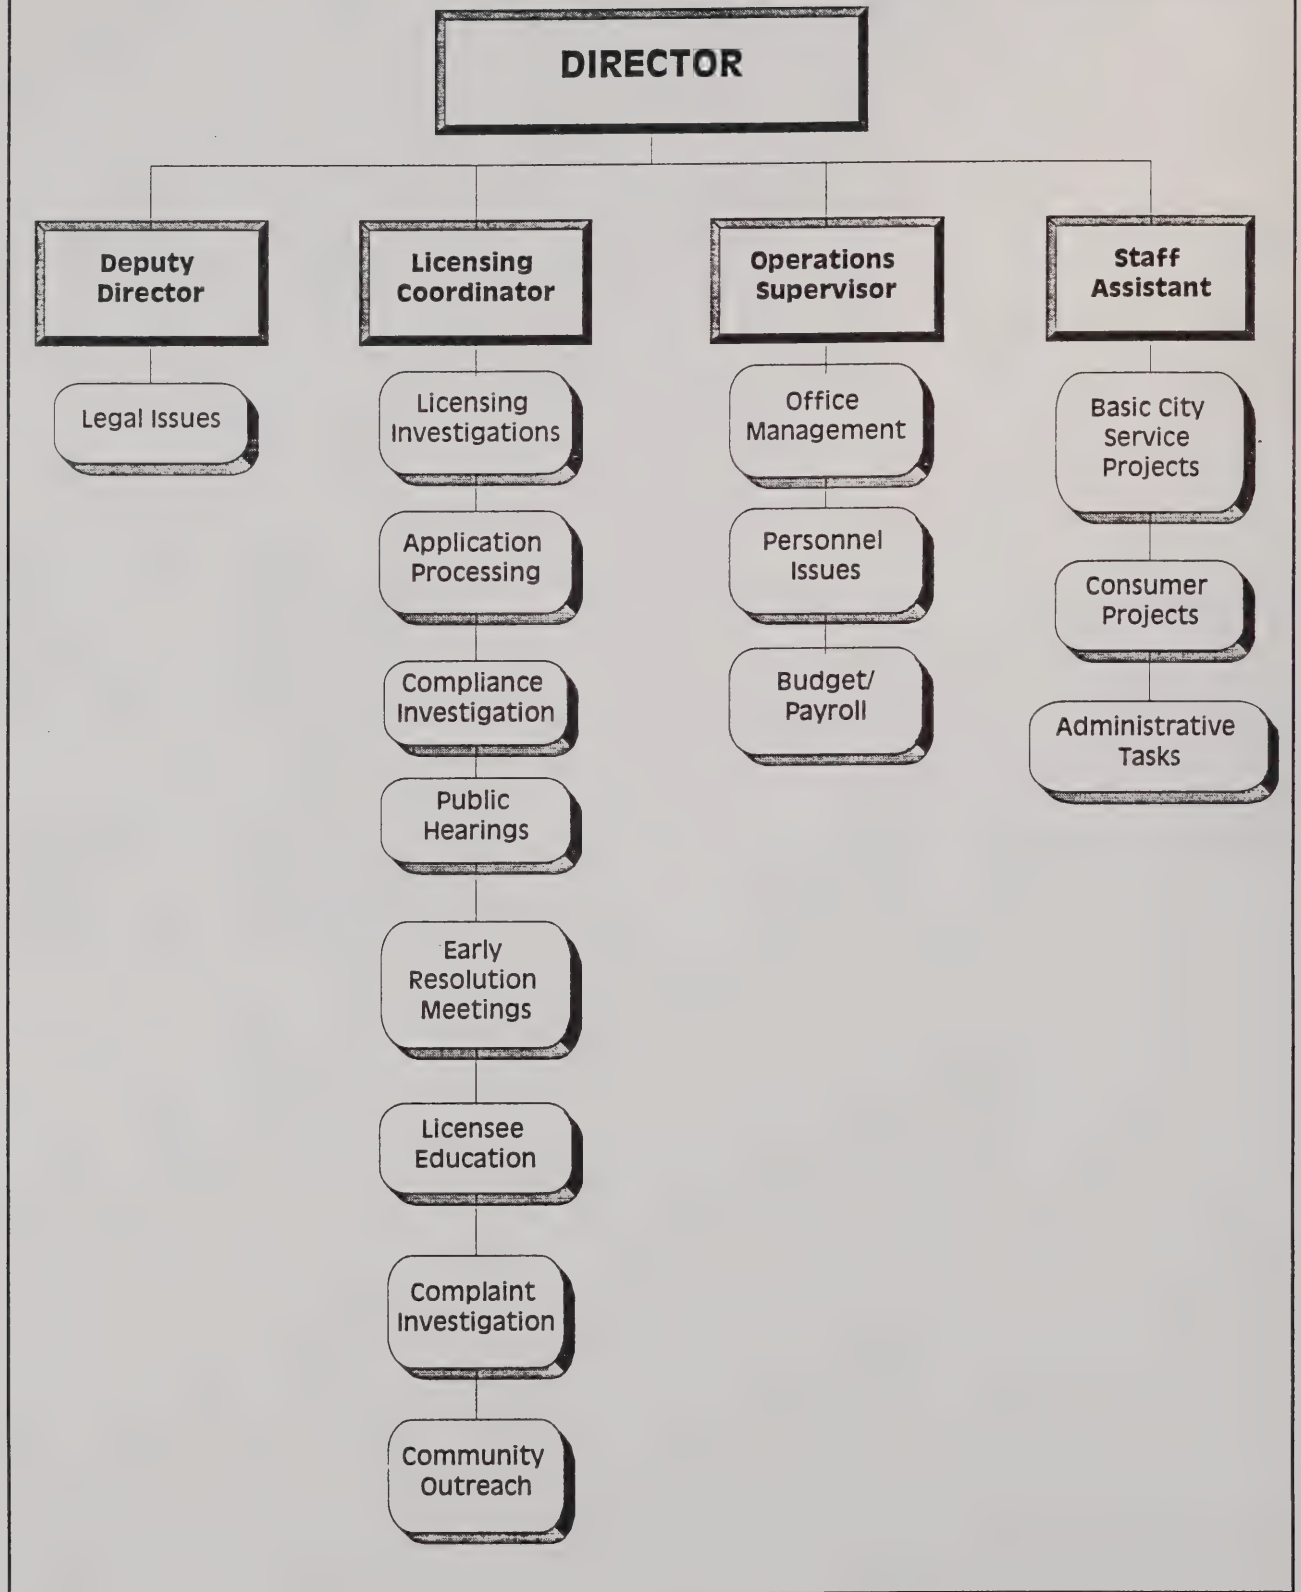 DIRECTOR
Deputy
Director
Legal Issues
Licensing
Coordinator
Licensing
Investigations
Application
Processing
Compliance
Investigation
Public
Hearings
Early
Resolution
Meetings
Licensee
Education
Complaint
Investigation
Community
Outreach
Operations
Supervisor
Office
Management
Personnel
Issues
Budget/
Payroll
Staff
Assistant
Basic City
Service
Projects
Consumer
Projects
Administrative
Tasks